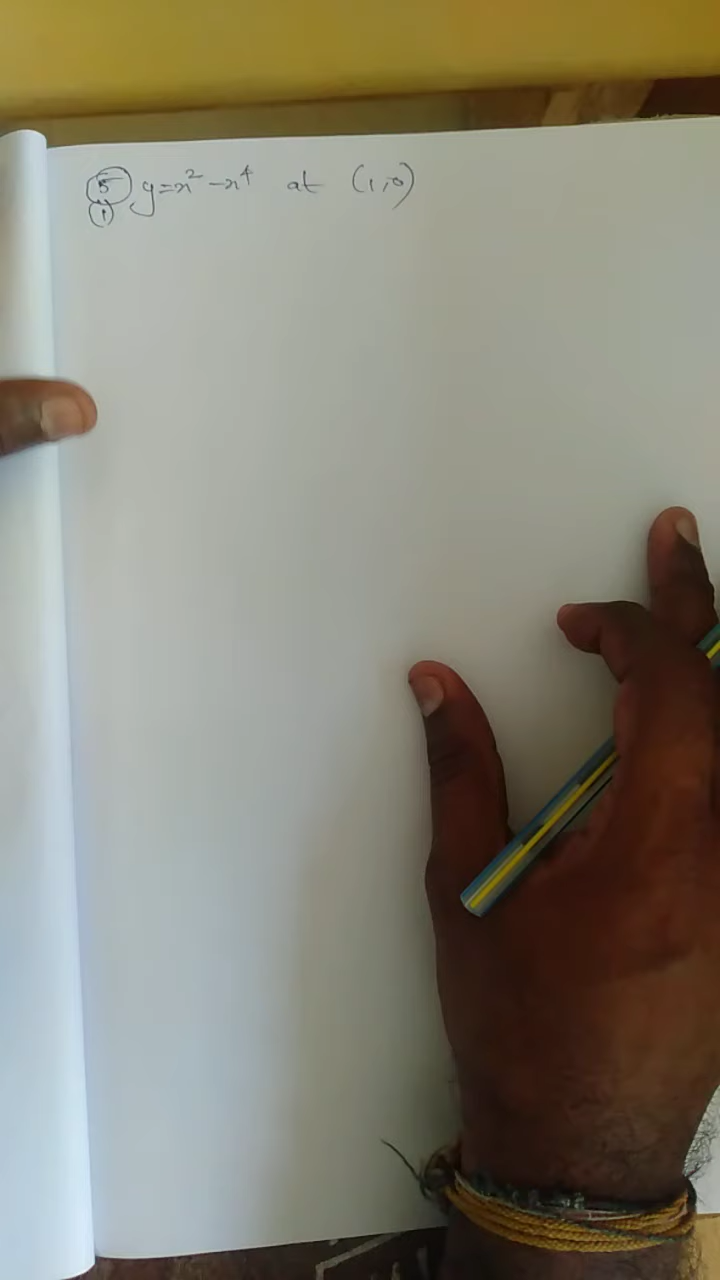 ⑤ y=x² -x⁴ at (1,0)
(1)